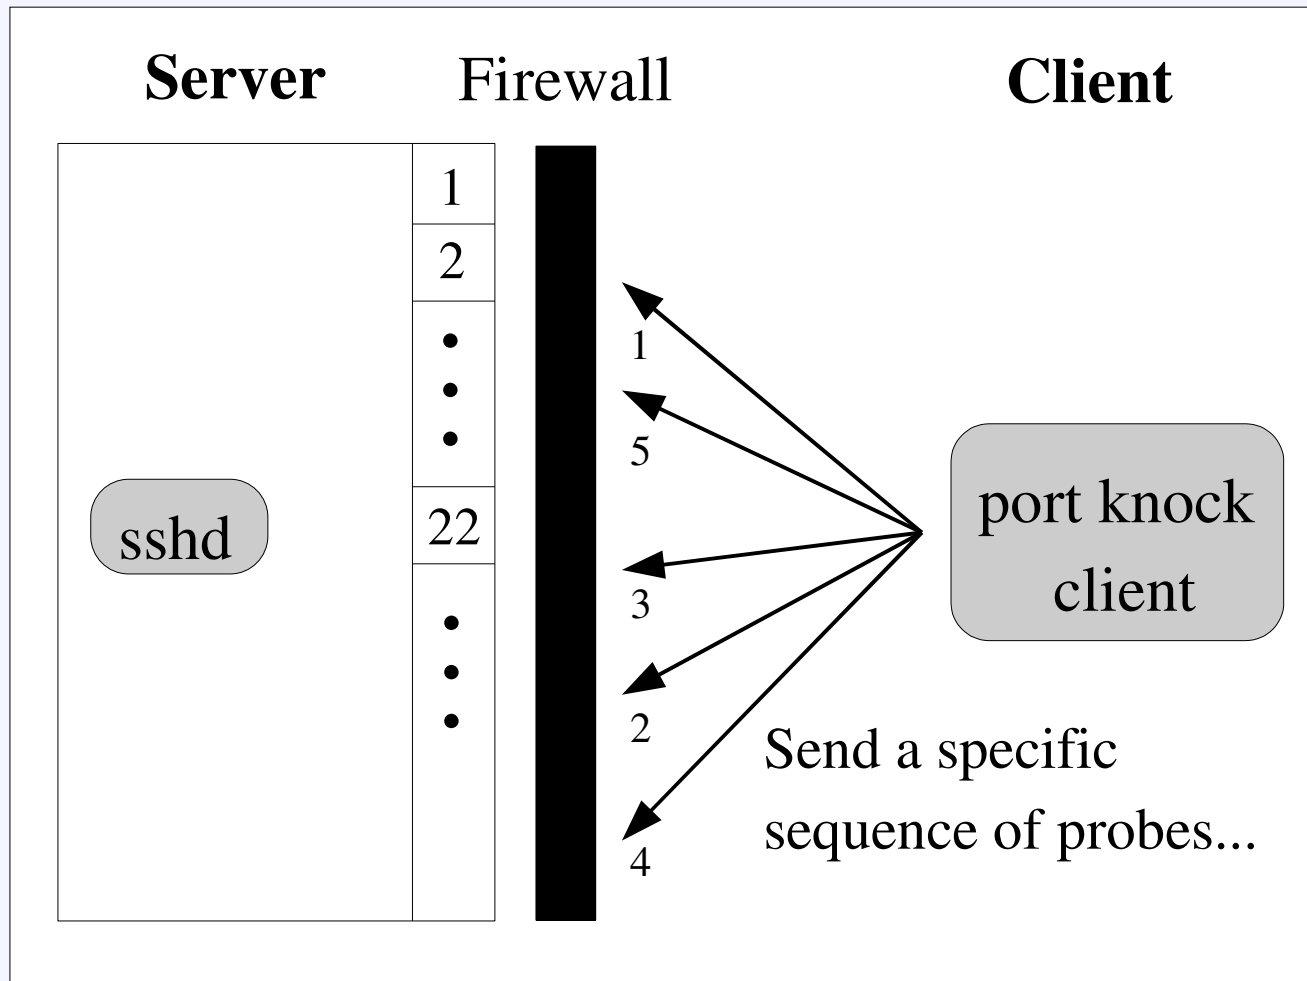 Server
Firewall
Client
1
2
22
sshd
1
5
3
2
4
port knock
client
Send a specific
sequence of probes...